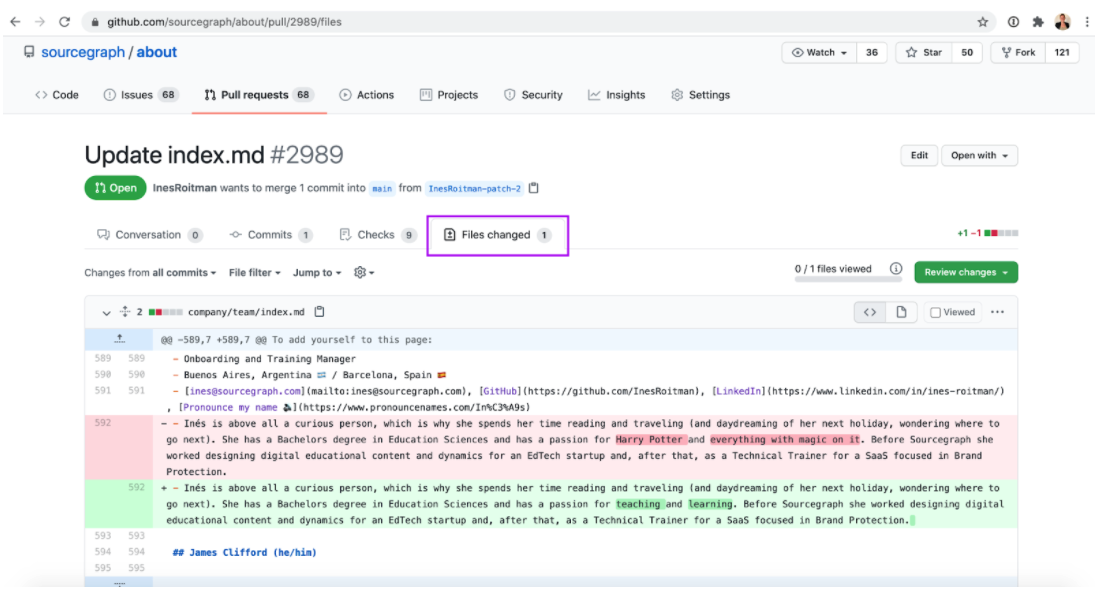 github.com/sourcegraph/about/pull/2989/files
sourcegraph / about
Watch 36 Star 50 Fork 121
Code Issues 68 Pull requests 68 Actions Projects Security Insights Settings
Update index.md #2989
Edit Open with
Open InesRoitman wants to merge 1 commit into main from InesRoitman-patch-2
Conversation 0 Commits 1 Checks 9 Files changed 1
+1 −1
Changes from all commits File filter Jump to
0 / 1 files viewed Review changes
2 company/team/index.md Viewed
@@ -589,7 +589,7 @@ To add yourself to this page:
589 589 - Onboarding and Training Manager
590 590 - Buenos Aires, Argentina 🇦🇷 / Barcelona, Spain 🇪🇸
591 591 - [ines@sourcegraph.com](mailto:ines@sourcegraph.com), [GitHub](https://github.com/InesRoitman), [LinkedIn](https://www.linkedin.com/in/ines-roitman/)
, [Pronounce my name 🔈](https://www.pronouncenames.com/In%C3%A9s)
592 - - Inés is above all a curious person, which is why she spends her time reading and traveling (and daydreaming of her next holiday, wondering where to
go next). She has a Bachelors degree in Education Sciences and has a passion for Harry Potter and everything with magic on it. Before Sourcegraph she
worked designing digital educational content and dynamics for an EdTech startup and, after that, as a Technical Trainer for a SaaS focused in Brand
Protection.
592 + - Inés is above all a curious person, which is why she spends her time reading and traveling (and daydreaming of her next holiday, wondering where to
go next). She has a Bachelors degree in Education Sciences and has a passion for teaching and learning. Before Sourcegraph she worked designing digital
educational content and dynamics for an EdTech startup and, after that, as a Technical Trainer for a SaaS focused in Brand Protection.
593 593
594 594 ## James Clifford (he/him)
595 595